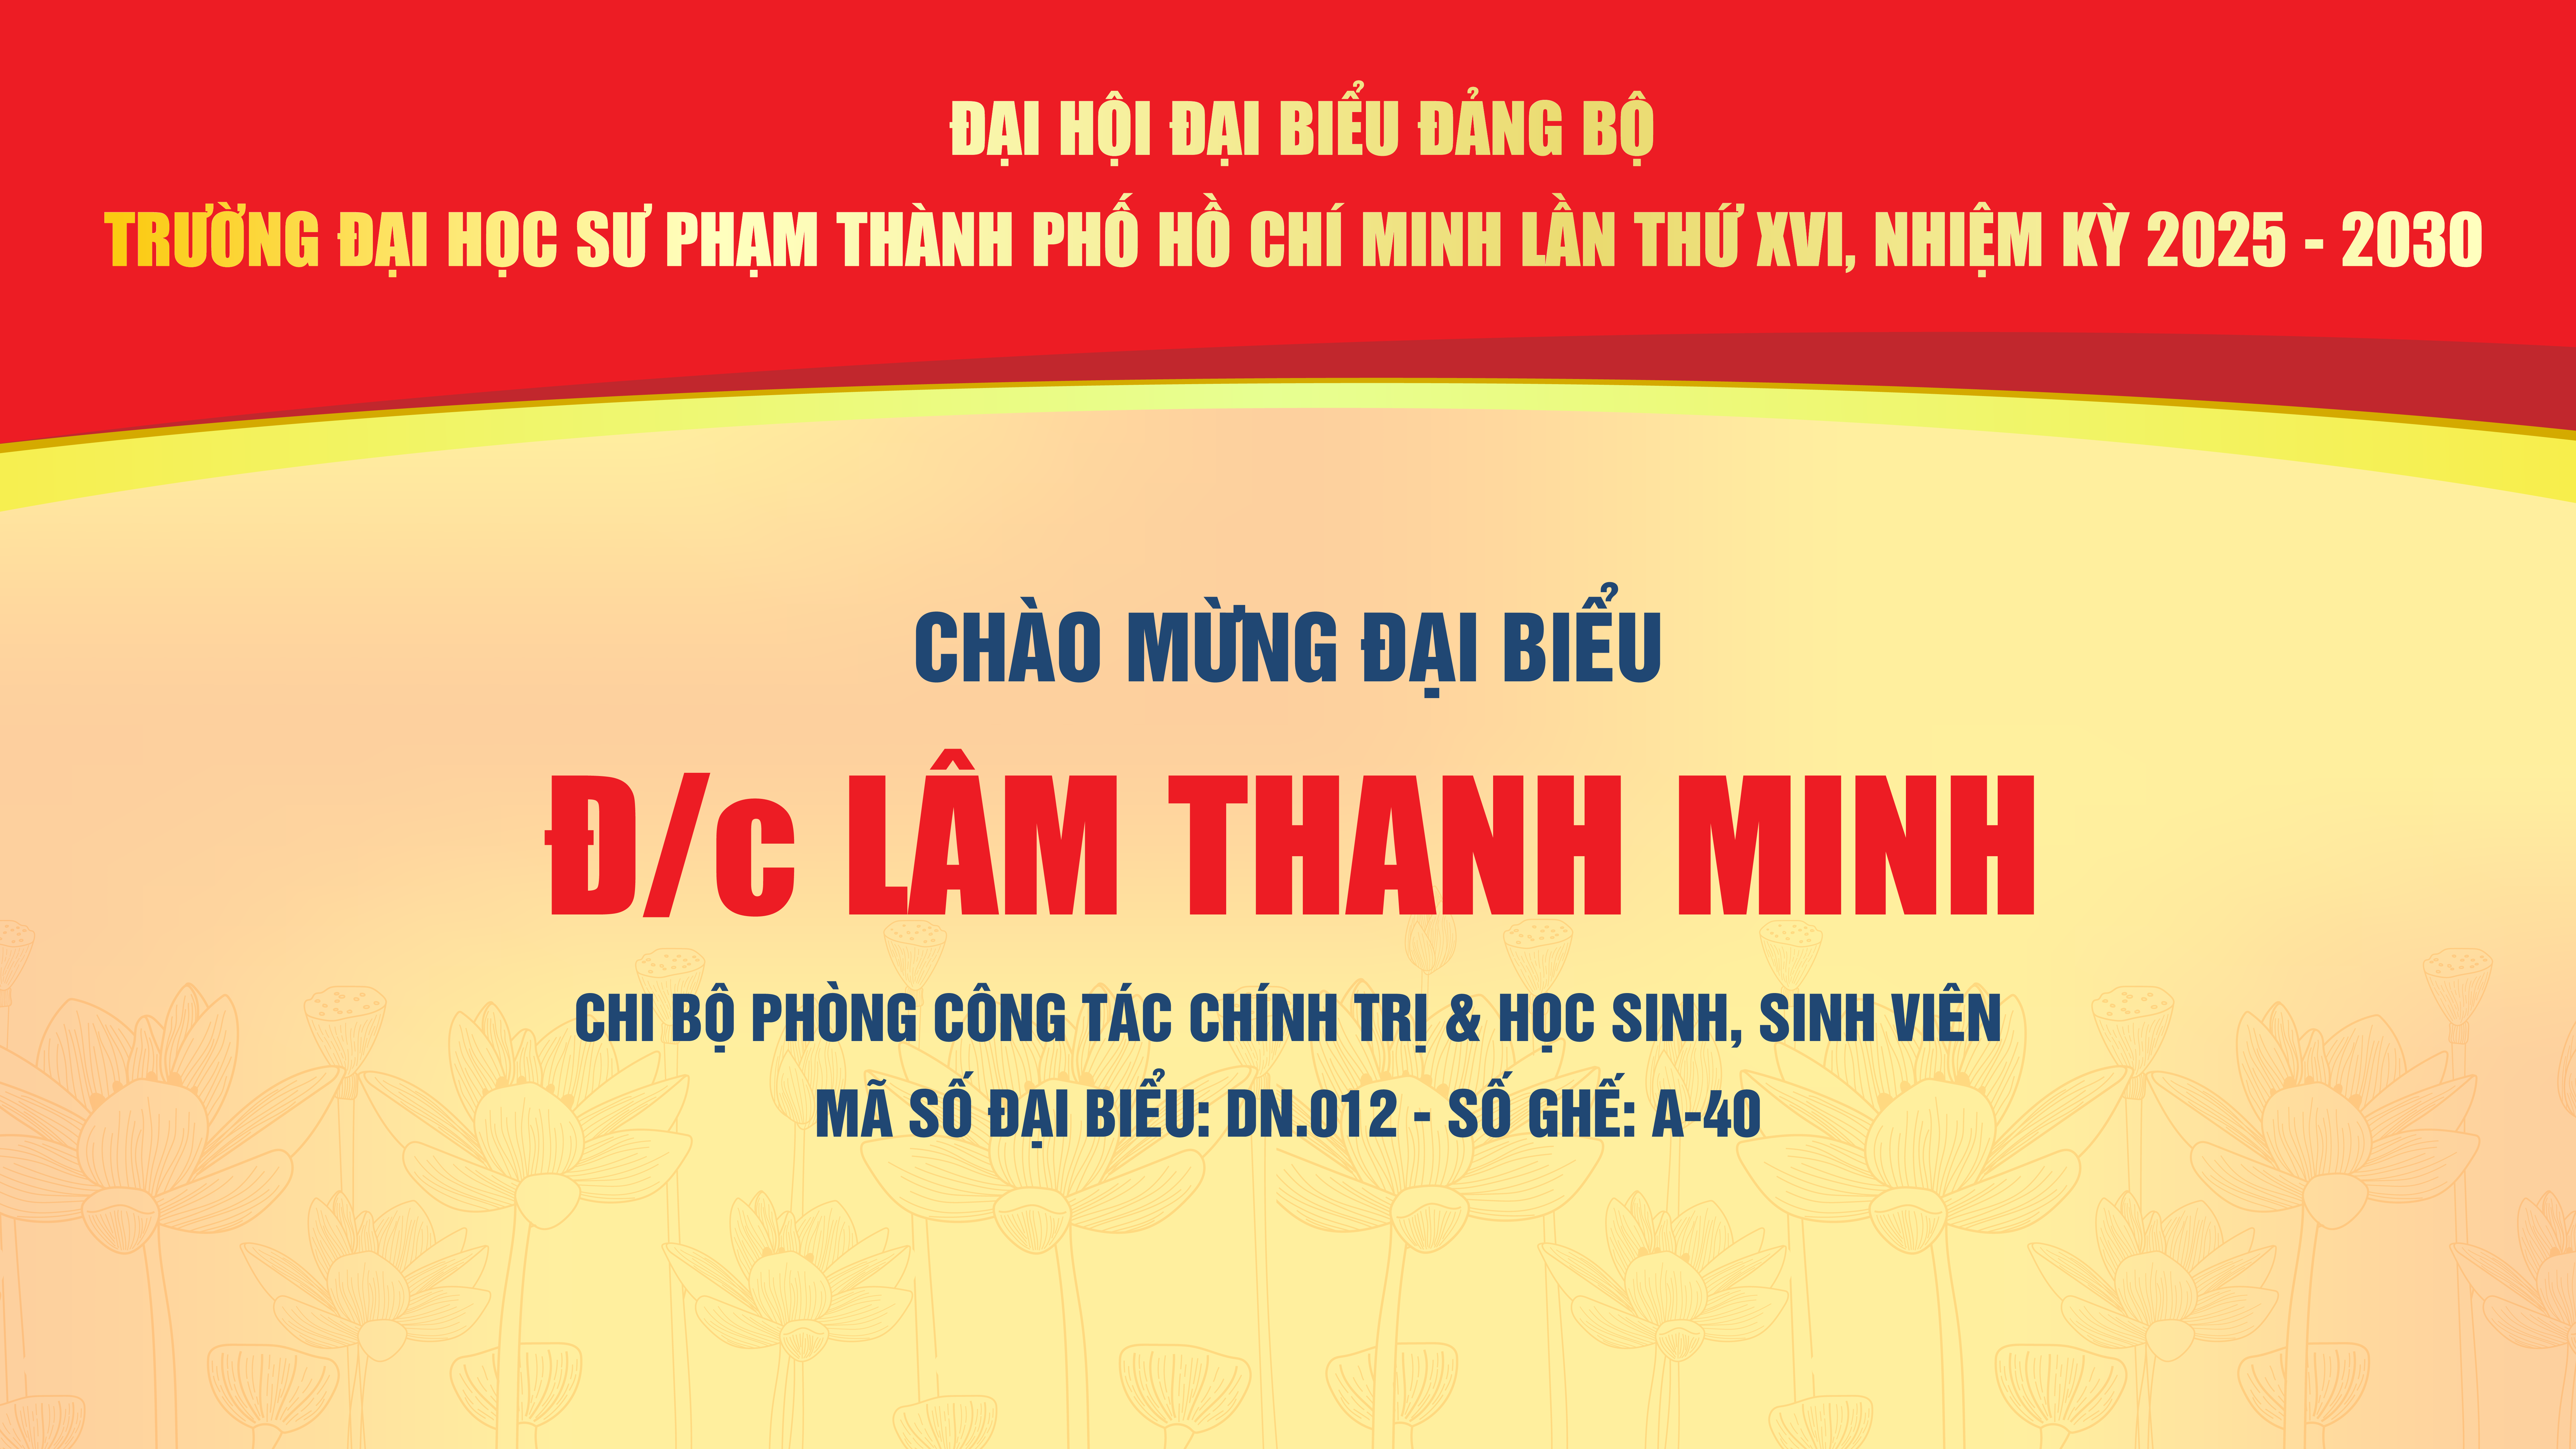 ĐẠI HỘI ĐẠI BIỂU ĐẢNG BỘ
TRƯỜNG ĐẠI HỌC SƯ PHẠM THÀNH PHỐ HỒ CHÍ MINH LẦN THỨ XVI, NHIỆM KỲ 2025 - 2030
CHÀO MỪNG ĐẠI BIỂU
Đ/c LÂM THANH MINH
CHI BỘ PHÒNG CÔNG TÁC CHÍNH TRỊ & HỌC SINH, SINH VIÊN
MÃ SỐ ĐẠI BIỂU: DN.012 - SỐ GHẾ: A-40